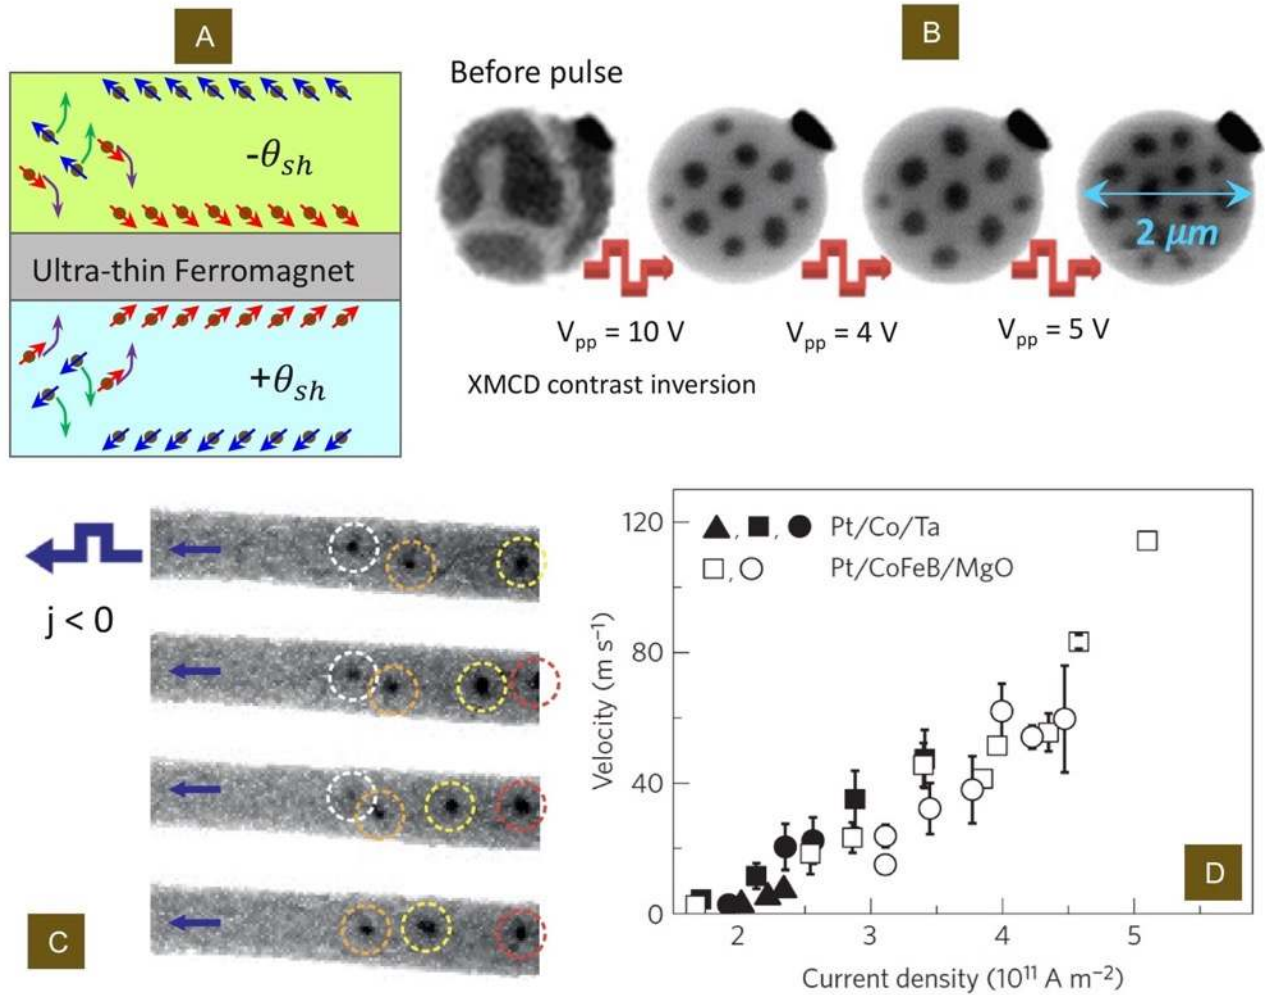 A
-θsh
Ultra-thin Ferromagnet
+θsh
B
Before pulse
2 μm
Vpp = 10 V
Vpp = 4 V
Vpp = 5 V
XMCD contrast inversion
j < 0
C
Velocity (m s⁻¹)
120
80
40
0
▲, ■, ● Pt/Co/Ta
□, ○ Pt/CoFeB/MgO
D
2 3 4 5
Current density (10¹¹ A m⁻²)